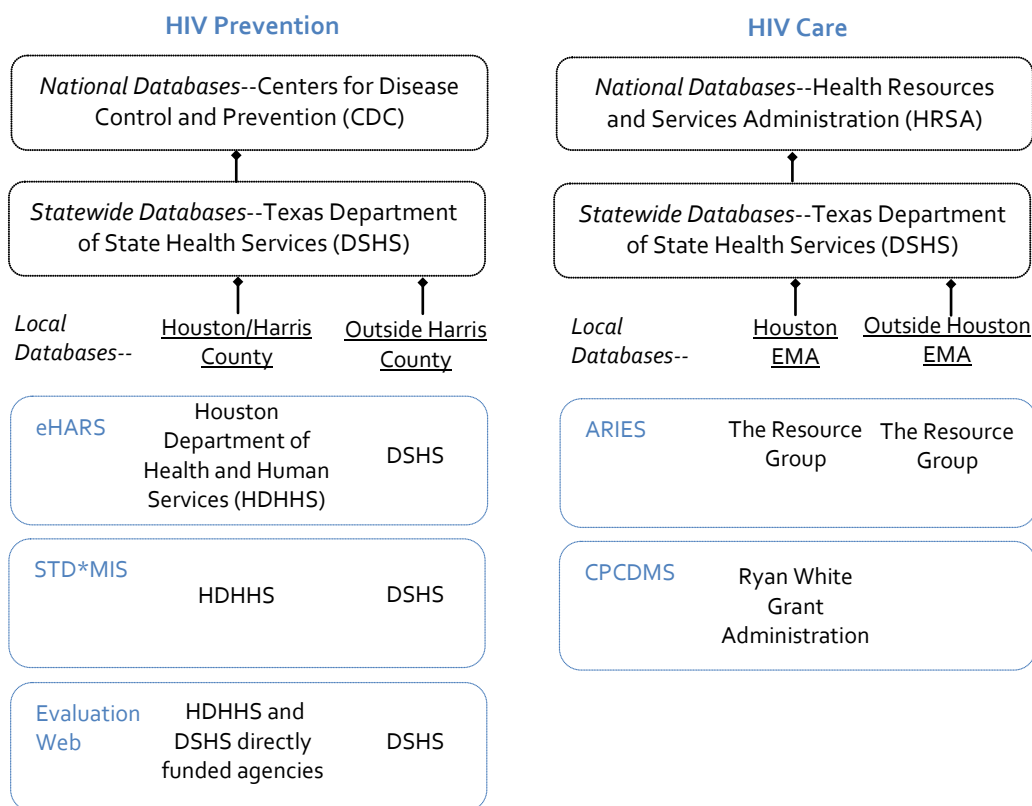 HIV Prevention
National Databases--Centers for Disease
Control and Prevention (CDC)
Statewide Databases--Texas Department
of State Health Services (DSHS)
Local
Databases--
Houston/Harris
County
Outside Harris
County
eHARS
Houston
Department of
Health and Human
Services (HDHHS)
DSHS
STD*MIS
HDHHS
DSHS
Evaluation
Web
HDHHS and
DSHS directly
funded agencies
DSHS
HIV Care
National Databases--Health Resources
and Services Administration (HRSA)
Statewide Databases--Texas Department
of State Health Services (DSHS)
Local
Databases--
Houston
EMA
Outside Houston
EMA
ARIES
The Resource
Group
The Resource
Group
CPCDMS
Ryan White
Grant
Administration